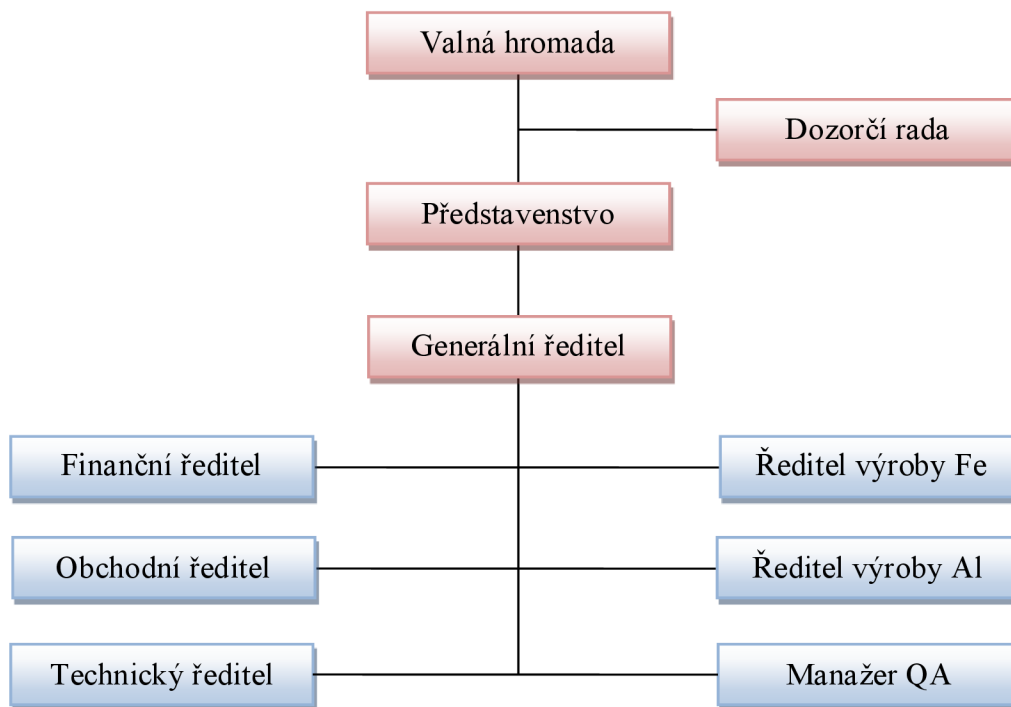 Valná hromada
Dozorčí rada
Představenstvo
Generální ředitel
Finanční ředitel
Ředitel výroby Fe
Obchodní ředitel
Ředitel výroby Al
Technický ředitel
Manažer QA